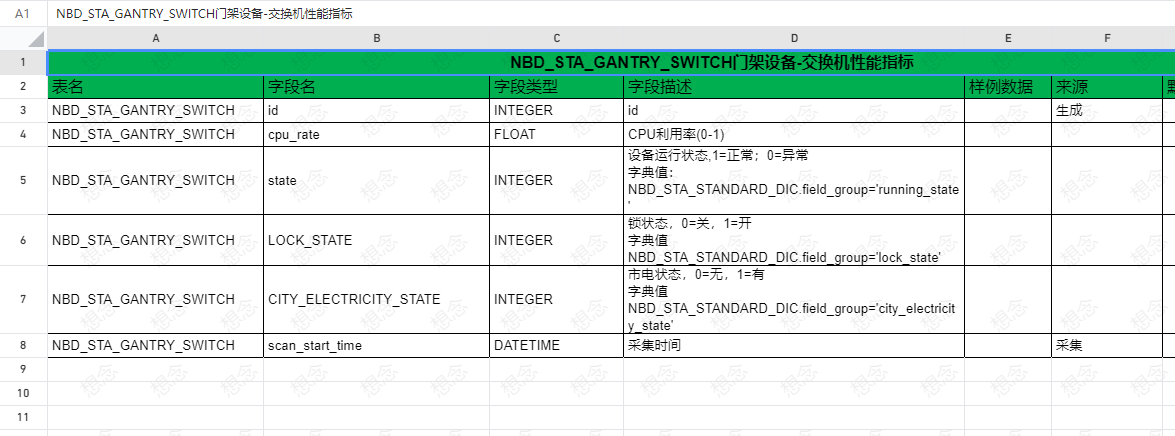 A1 NBD_STA_GANTRY_SWITCH门架设备-交换机性能指标
A B C D E F
1 NBD_STA_GANTRY_SWITCH门架设备-交换机性能指标
2 表名 字段名 字段类型 字段描述 样例数据 来源
3 NBD_STA_GANTRY_SWITCH id INTEGER id 生成
4 NBD_STA_GANTRY_SWITCH cpu_rate FLOAT CPU利用率(0-1)
设备运行状态,1=正常；0=异常
字典值：
5 NBD_STA_GANTRY_SWITCH state INTEGER
NBD_STA_STANDARD_DIC.field_group='running_state
'
锁状态，0=关，1=开
6 NBD_STA_GANTRY_SWITCH LOCK_STATE INTEGER 字典值
NBD_STA_STANDARD_DIC.field_group='lock_state'
市电状态，0=无，1=有
字典值
7 NBD_STA_GANTRY_SWITCH CITY_ELECTRICITY_STATE INTEGER
NBD_STA_STANDARD_DIC.field_group='city_electricit
y_state'
8 NBD_STA_GANTRY_SWITCH scan_start_time DATETIME 采集时间 采集
9
10
11
想念